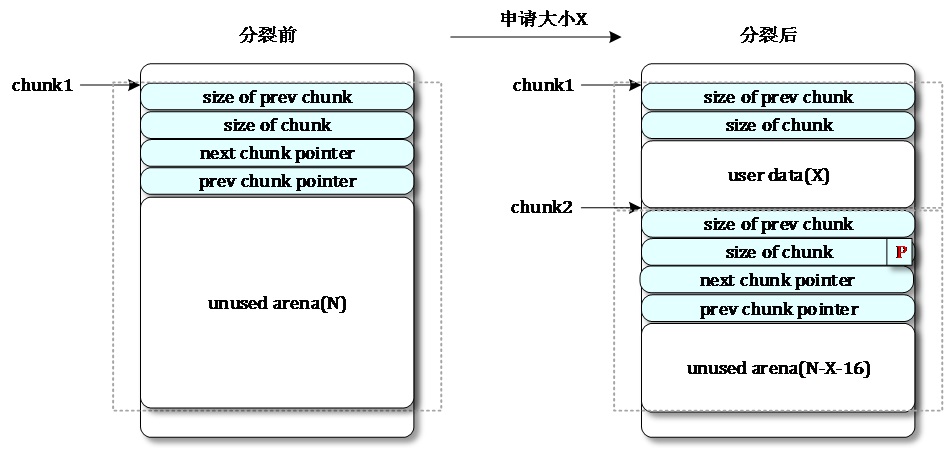 分裂前
申请大小X
分裂后
chunk1
size of prev chunk
size of chunk
next chunk pointer
prev chunk pointer
unused arena(N)
chunk1
size of prev chunk
size of chunk
user data(X)
chunk2
size of prev chunk
size of chunk
P
next chunk pointer
prev chunk pointer
unused arena(N-X-16)